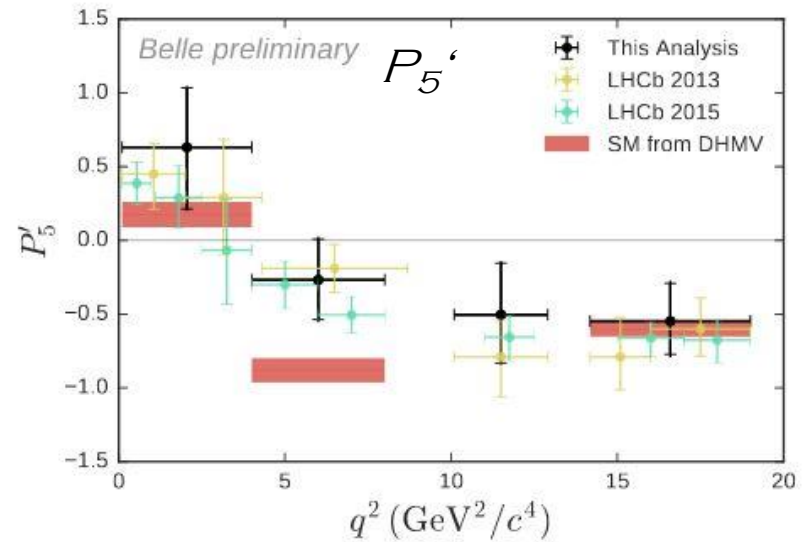 Belle preliminary
P₅‘
This Analysis
LHCb 2013
LHCb 2015
SM from DHMV
1.5
1.0
0.5
0.0
−0.5
−1.0
−1.5
P′₅
0 5 10 15 20
q² (GeV²/c⁴)